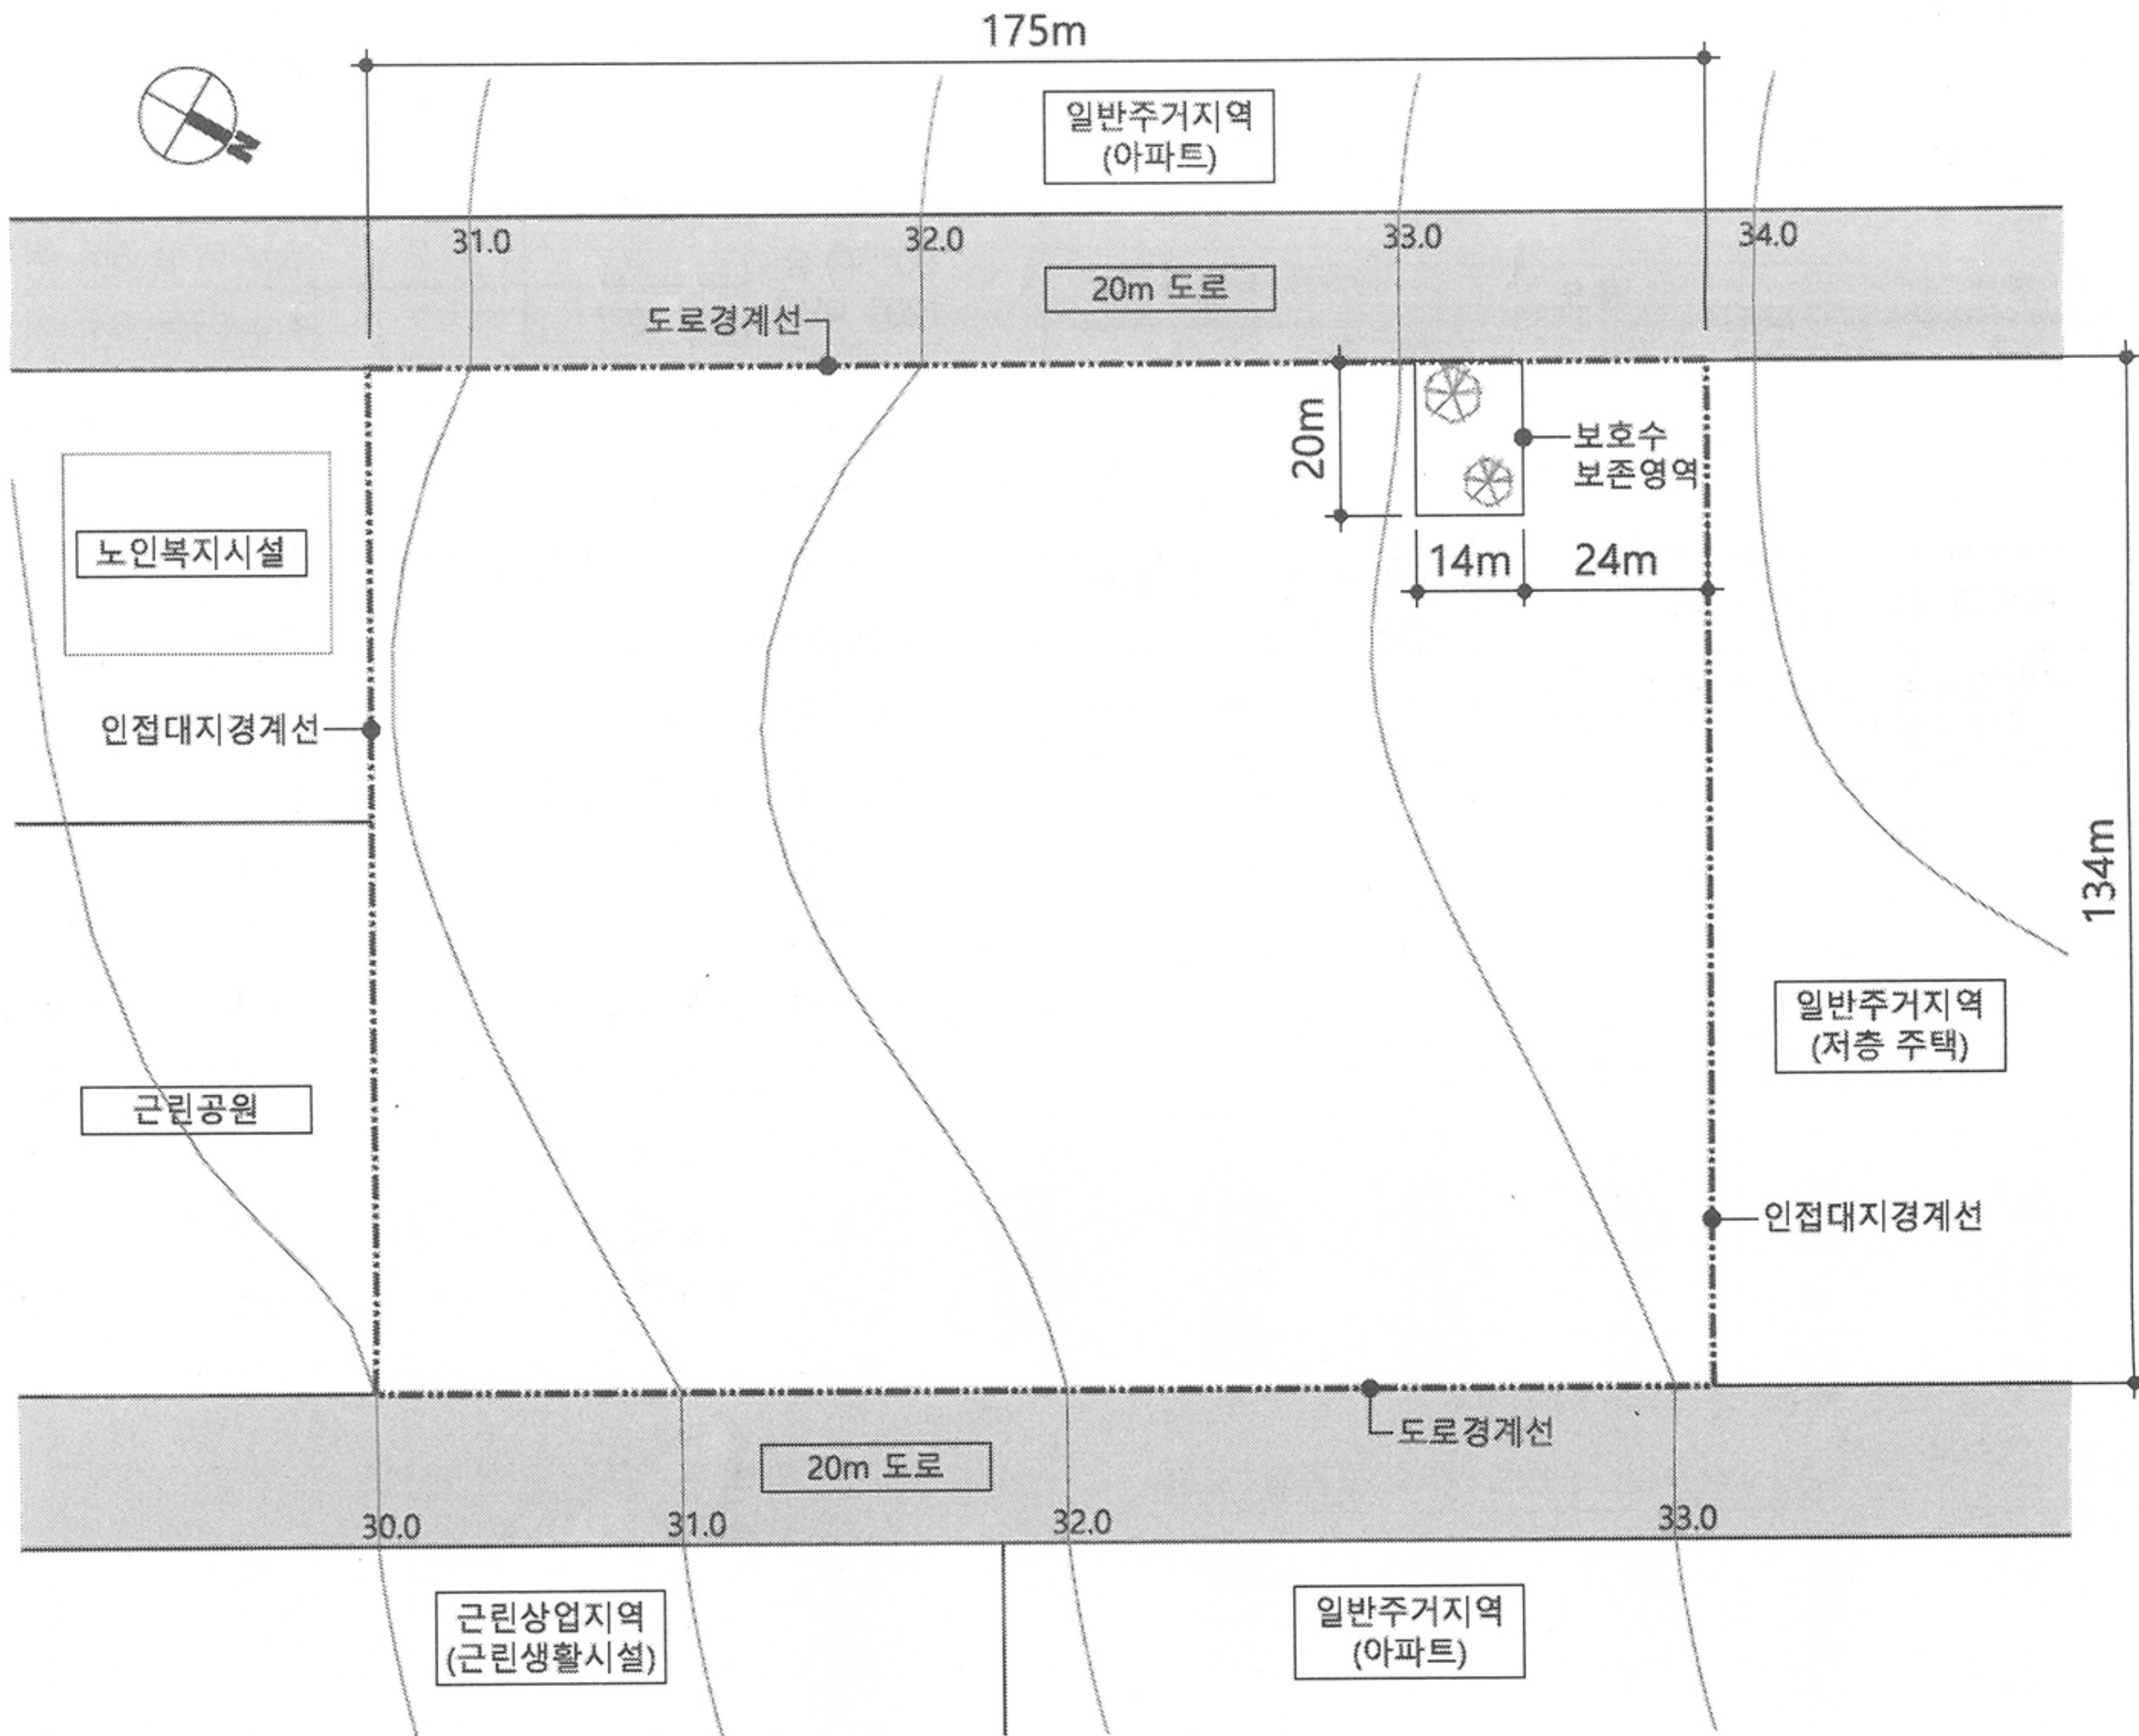 175m
N
일반주거지역
(아파트)
31.0
32.0
33.0
34.0
20m 도로
도로경계선
20m
보호수
보존영역
14m
24m
노인복지시설
인접대지경계선
134m
일반주거지역
(저층 주택)
근린공원
인접대지경계선
도로경계선
20m 도로
30.0
31.0
32.0
33.0
근린상업지역
(근린생활시설)
일반주거지역
(아파트)